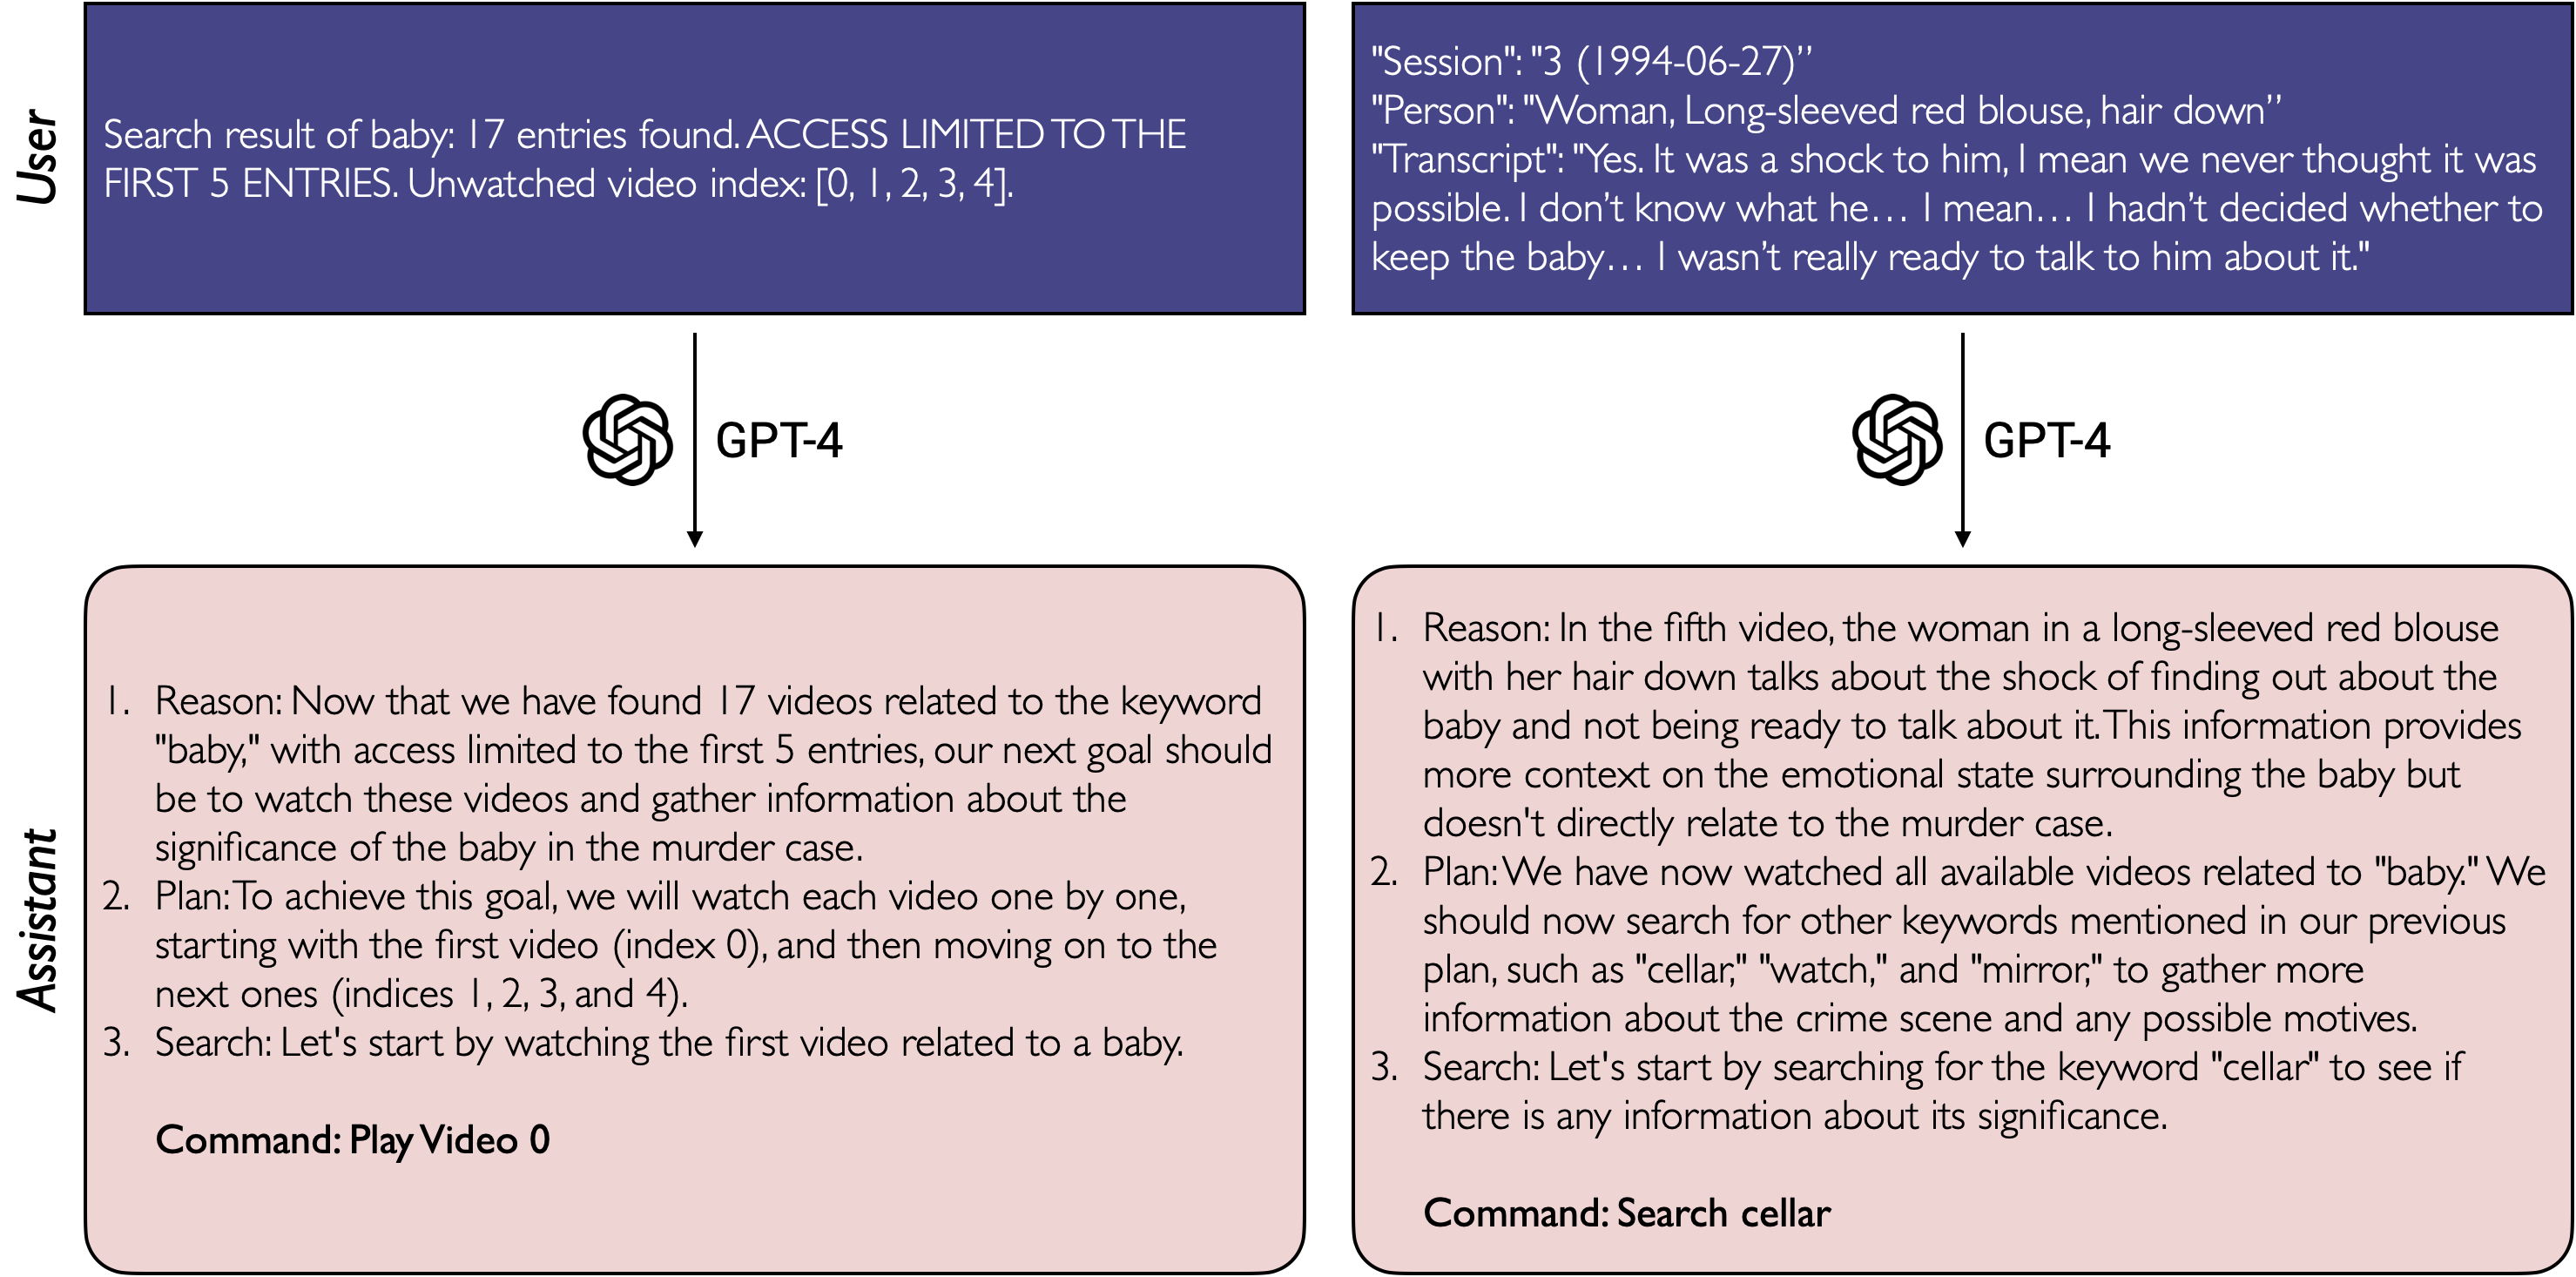 User
Search result of baby: 17 entries found. ACCESS LIMITED TO THE
FIRST 5 ENTRIES. Unwatched video index: [0, 1, 2, 3, 4].
"Session": "3 (1994-06-27)’’
"Person": "Woman, Long-sleeved red blouse, hair down’’
"Transcript": "Yes. It was a shock to him, I mean we never thought it was
possible. I don’t know what he… I mean… I hadn’t decided whether to
keep the baby… I wasn’t really ready to talk to him about it."
GPT-4
GPT-4
Assistant
1. Reason: Now that we have found 17 videos related to the keyword
"baby," with access limited to the first 5 entries, our next goal should
be to watch these videos and gather information about the
significance of the baby in the murder case.
2. Plan: To achieve this goal, we will watch each video one by one,
starting with the first video (index 0), and then moving on to the
next ones (indices 1, 2, 3, and 4).
3. Search: Let's start by watching the first video related to a baby.
Command: Play Video 0
1. Reason: In the fifth video, the woman in a long-sleeved red blouse
with her hair down talks about the shock of finding out about the
baby and not being ready to talk about it. This information provides
more context on the emotional state surrounding the baby but
doesn't directly relate to the murder case.
2. Plan: We have now watched all available videos related to "baby." We
should now search for other keywords mentioned in our previous
plan, such as "cellar," "watch," and "mirror," to gather more
information about the crime scene and any possible motives.
3. Search: Let's start by searching for the keyword "cellar" to see if
there is any information about its significance.
Command: Search cellar